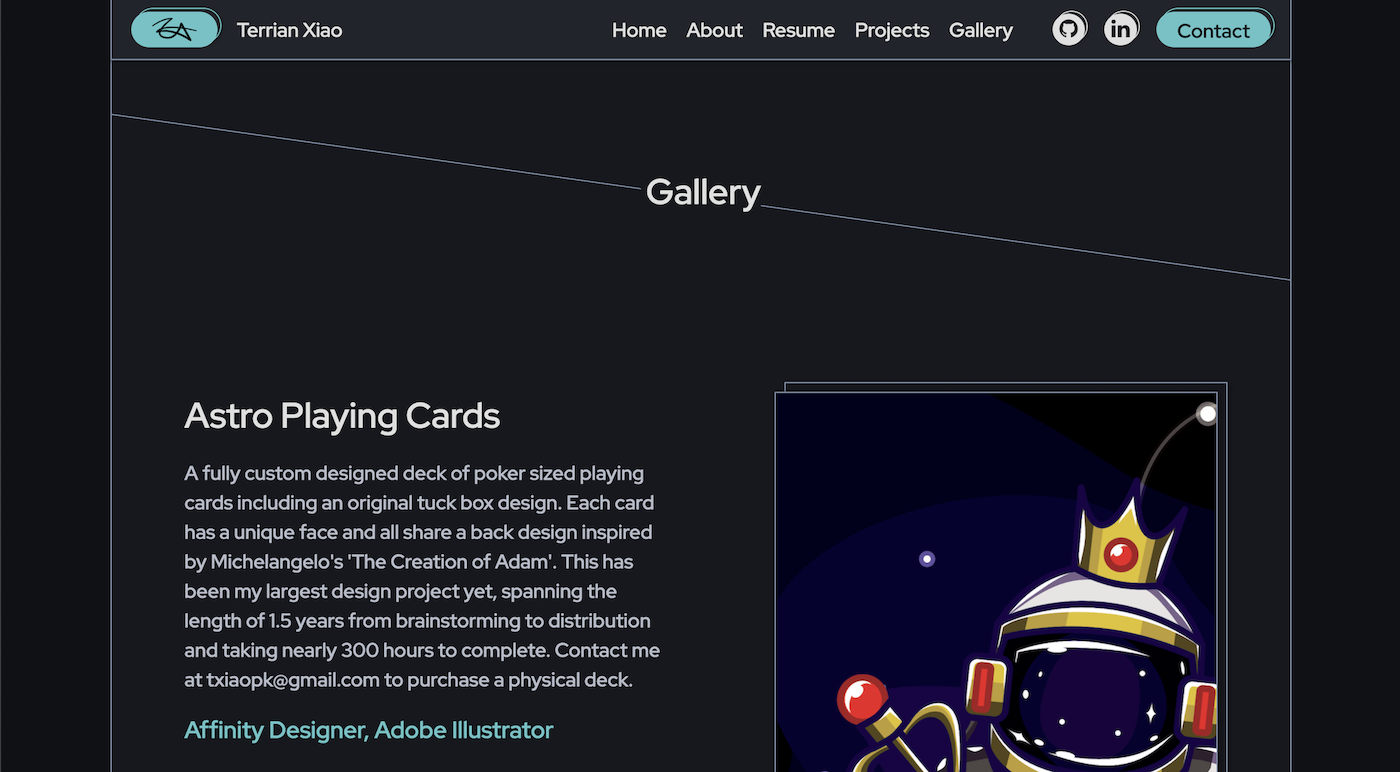 Terrian Xiao
Home About Resume Projects Gallery
in
Contact
Gallery
Astro Playing Cards
A fully custom designed deck of poker sized playing
cards including an original tuck box design. Each card
has a unique face and all share a back design inspired
by Michelangelo's 'The Creation of Adam'. This has
been my largest design project yet, spanning the
length of 1.5 years from brainstorming to distribution
and taking nearly 300 hours to complete. Contact me
at txiaopk@gmail.com to purchase a physical deck.
Affinity Designer, Adobe Illustrator